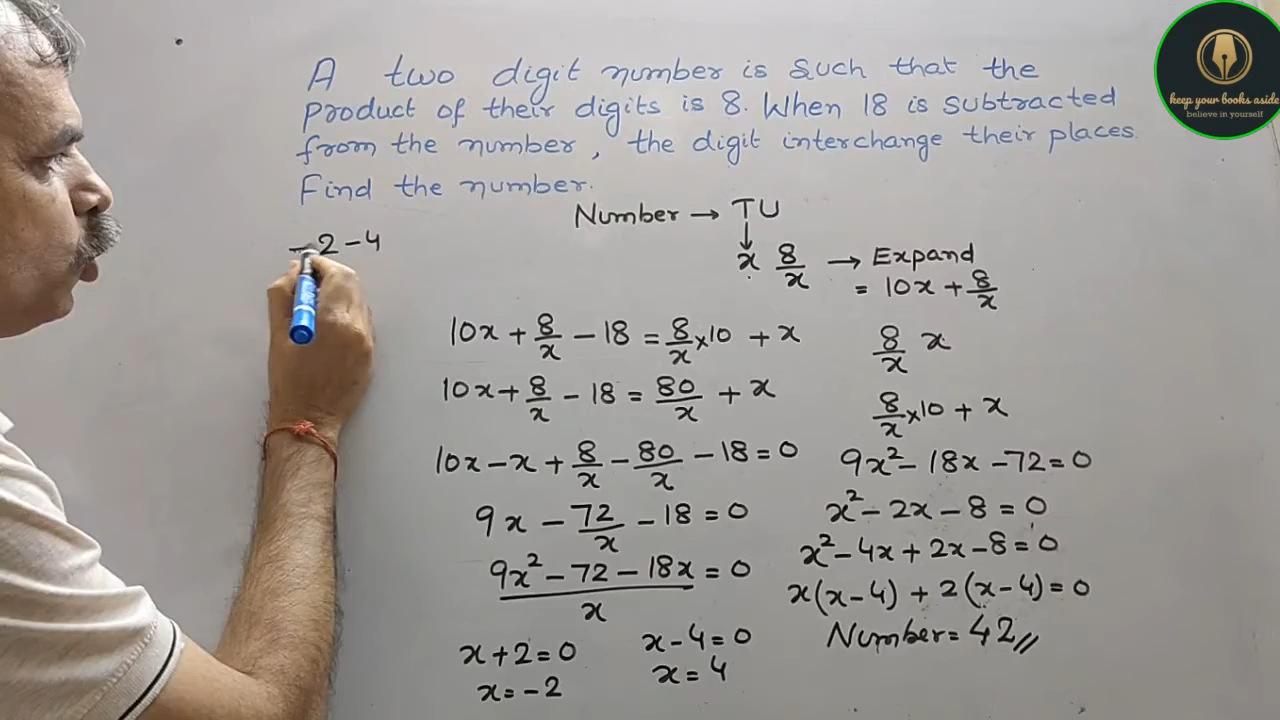 A two digit number is such that the
product of their digits is 8. When 18 is subtracted
from the number, the digit interchange their places.
Find the number.
Number → TU
-2-4
↓
x 8/x → Expand
= 10x + 8/x
10x + 8/x - 18 = 8/x × 10 + x
8/x x
10x + 8/x - 18 = 80/x + x
8/x × 10 + x
10x - x + 8/x - 80/x - 18 = 0
9x² - 18x - 72 = 0
9x - 72/x - 18 = 0
x² - 2x - 8 = 0
x² - 4x + 2x - 8 = 0
(9x² - 72 - 18x)/x = 0
x(x-4) + 2(x-4) = 0
x + 2 = 0
x - 4 = 0
Number = 42//
x = -2
x = 4
keep your books aside
believe in yourself